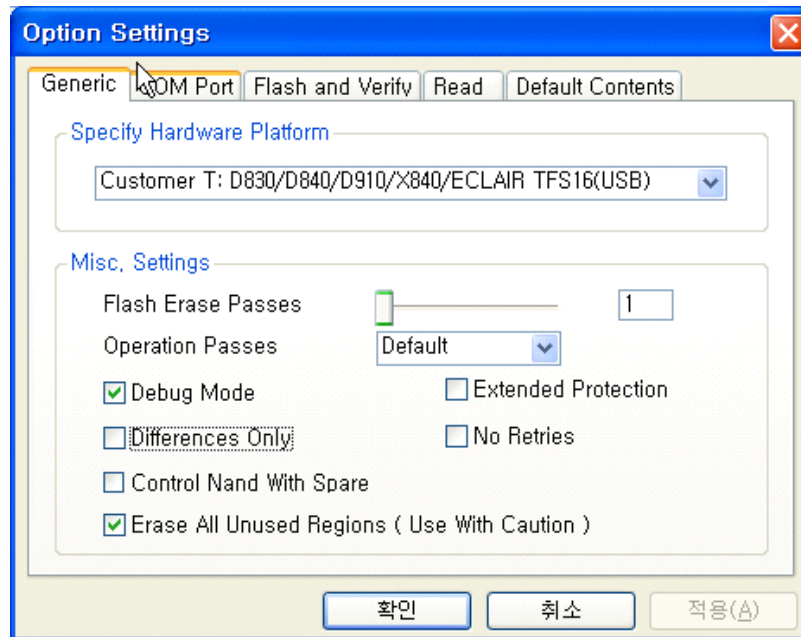 Option Settings
Generic OM Port Flash and Verify Read Default Contents
Specify Hardware Platform
Customer T: D830/D840/D910/X840/ECLAIR TFS16(USB)
Misc, Settings
Flash Erase Passes 1
Operation Passes Default
Debug Mode Extended Protection
Differences Only No Retries
Control Nand With Spare
Erase All Unused Regions ( Use With Caution )
확인 취소 적용(A)